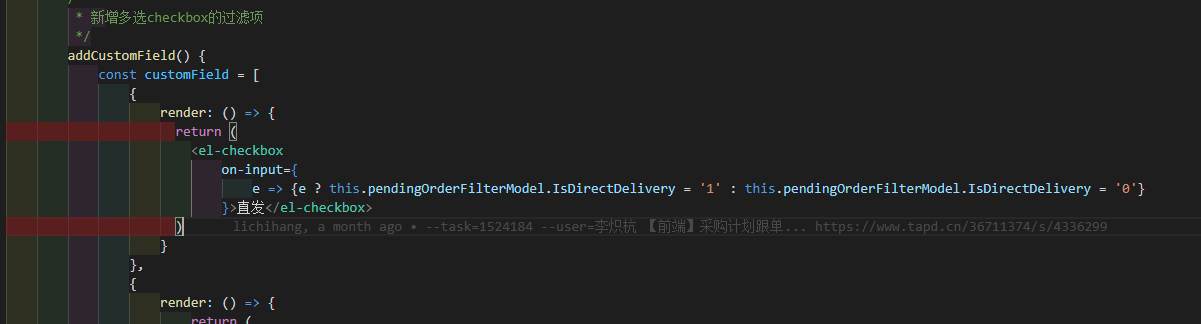 /
* 新增多选checkbox的过滤项
*/
addCustomField() {
const customField = [
{
render: () => {
return (
<el-checkbox
on-input={
e => {e ? this.pendingOrderFilterModel.IsDirectDelivery = '1' : this.pendingOrderFilterModel.IsDirectDelivery = '0'}
}>直发</el-checkbox>
) lichihang, a month ago • --task=1524184 --user=李炽杭 【前端】采购计划跟单... https://www.tapd.cn/36711374/s/4336299
}
},
{
render: () => {
return (